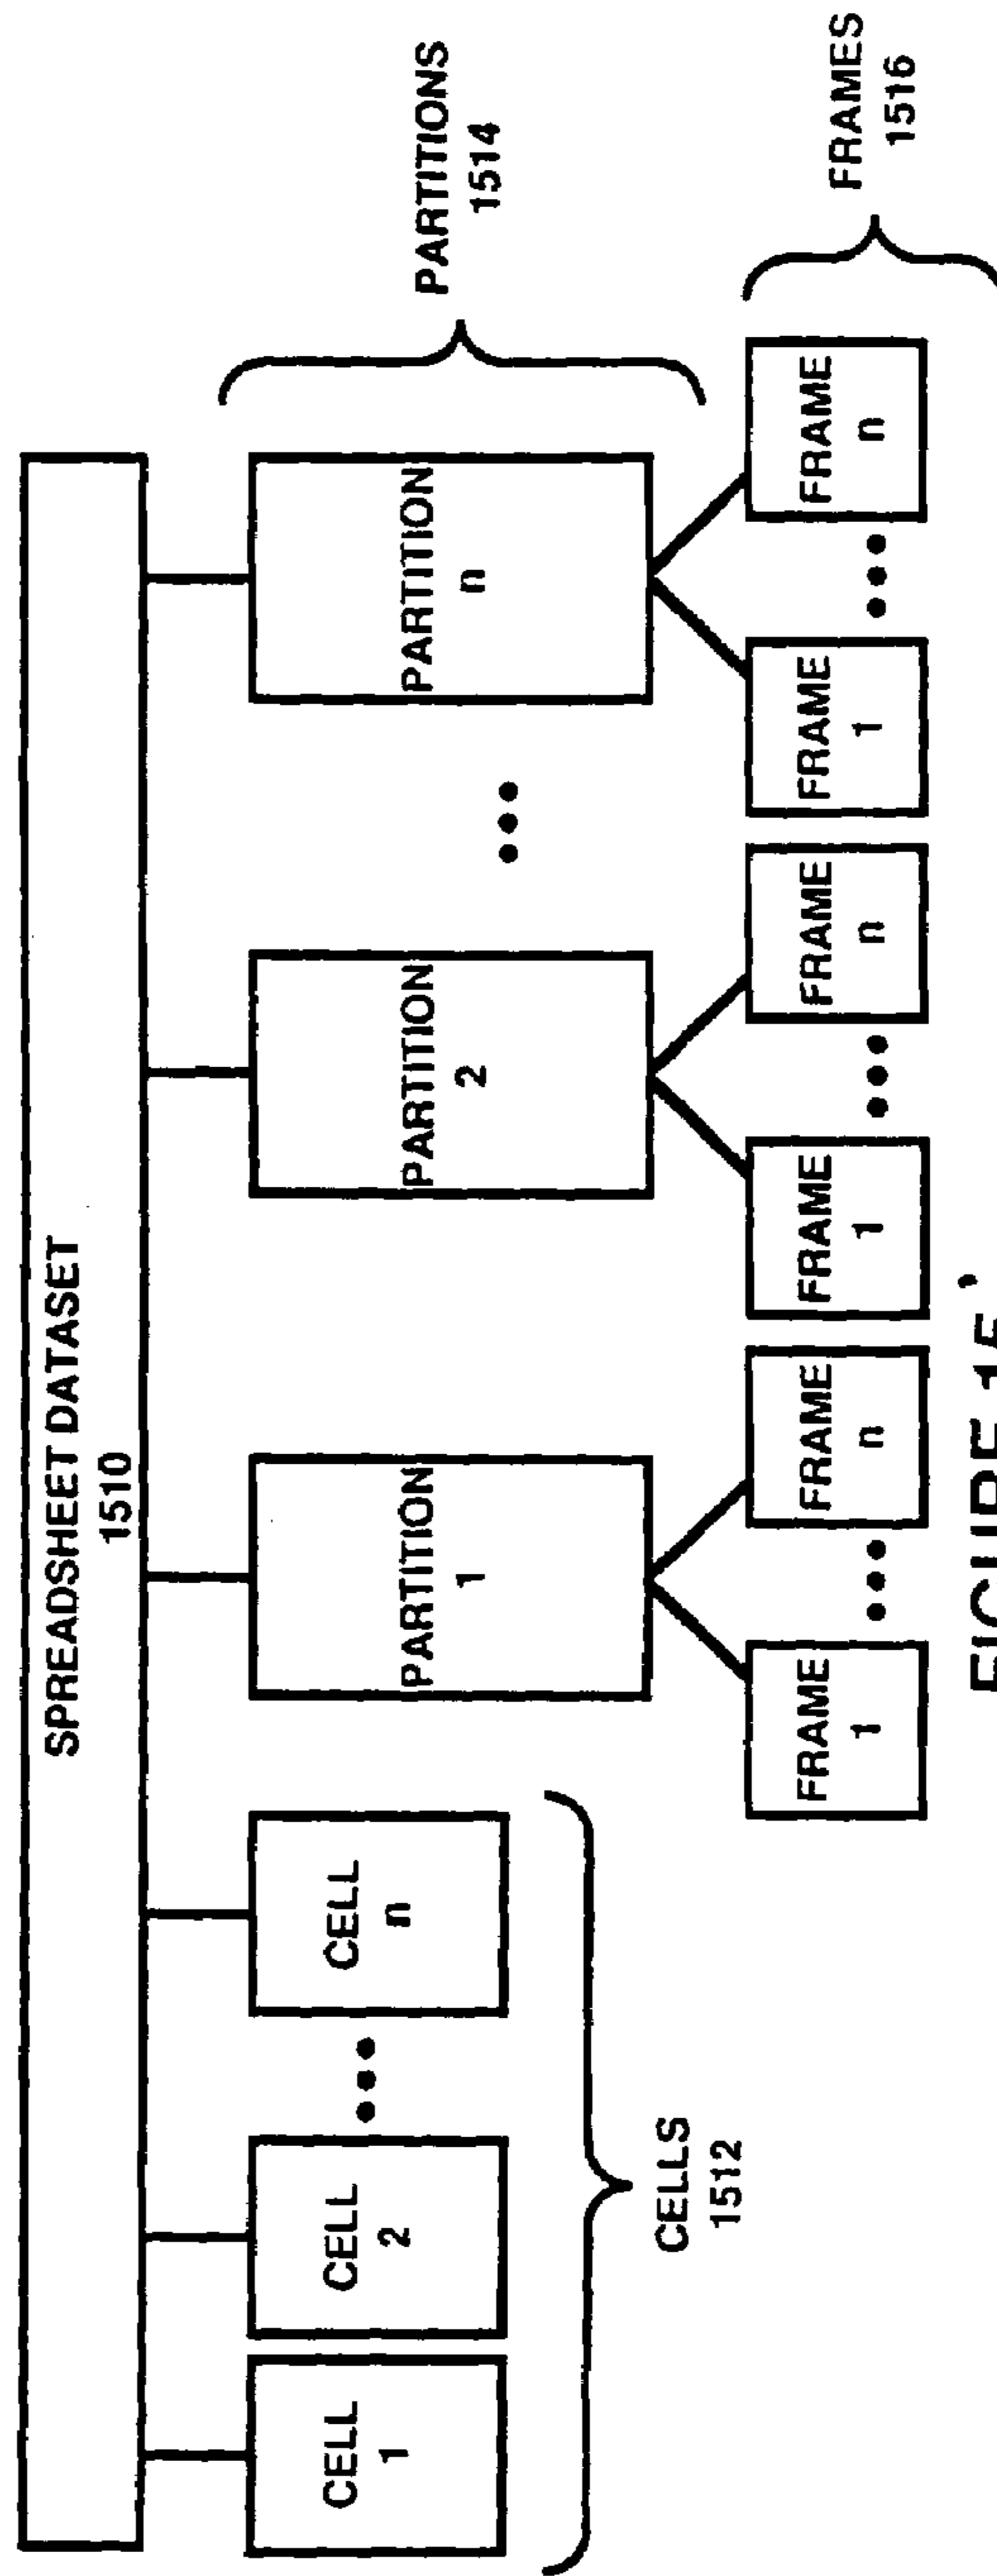 SPREADSHEET DATASET
1510
CELL
1
CELL
2
CELL
n
CELLS
1512
PARTITION
1
PARTITION
2
PARTITION
n
PARTITIONS
1514
FRAME
1
FRAME
n
FRAME
1
FRAME
n
FRAME
1
FRAME
n
FRAMES
1516
FIGURE